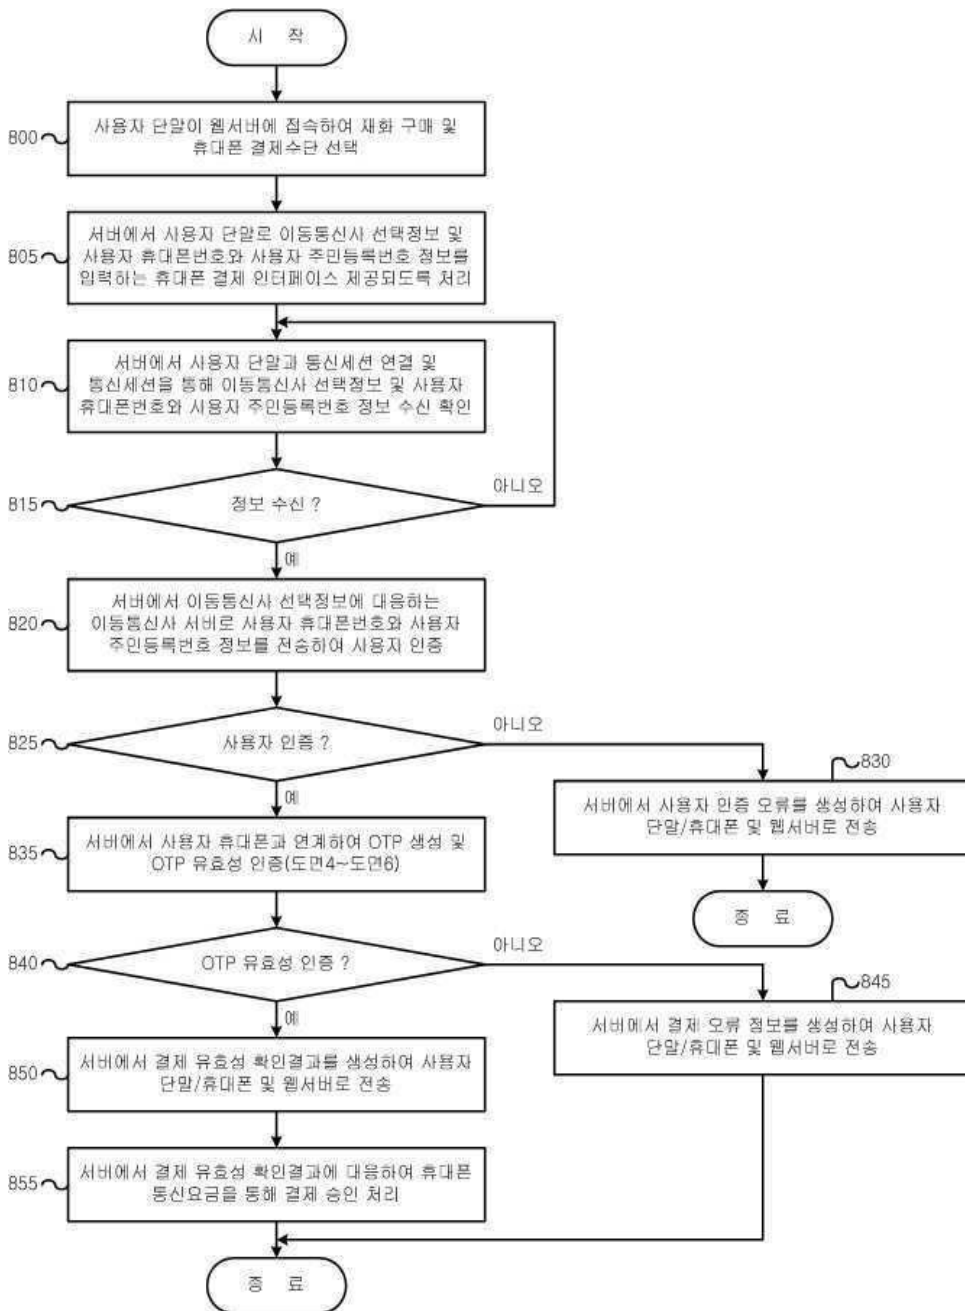 시 작
800
사용자 단말이 웹서버에 접속하여 재화 구매 및
휴대폰 결제수단 선택
805
서버에서 사용자 단말로 이동통신사 선택정보 및
사용자 휴대폰번호와 사용자 주민등록번호 정보를
입력하는 휴대폰 결제 인터페이스 제공되도록 처리
810
서버에서 사용자 단말과 통신세션 연결 및
통신세션을 통해 이동통신사 선택정보 및 사용자
휴대폰번호와 사용자 주민등록번호 정보 수신 확인
815
정보 수신 ?
아니오
예
820
서버에서 이동통신사 선택정보에 대응하는
이동통신사 서비로 사용자 휴대폰번호와 사용자
주민등록번호 정보를 전송하여 사용자 인증
825
사용자 인증 ?
아니오
예
830
서버에서 사용자 인증 오류를 생성하여 사용자
단말/휴대폰 및 웹서버로 전송
종 료
835
서버에서 사용자 휴대폰과 연계하여 OTP 생성 및
OTP 유효성 인증(도면4~도면6)
840
OTP 유효성 인증 ?
아니오
예
845
서버에서 결제 오류 정보를 생성하여 사용자
단말/휴대폰 및 웹서버로 전송
850
서버에서 결제 유효성 확인결과를 생성하여 사용자
단말/휴대폰 및 웹서버로 전송
855
서버에서 결제 유효성 확인결과에 대응하여 휴대폰
통신요금을 통해 결제 승인 처리
종 료